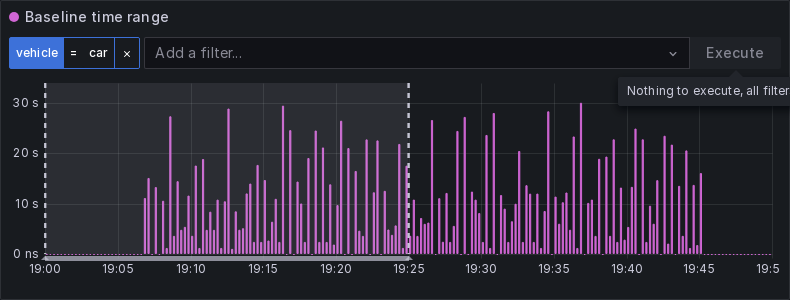 Baseline time range
vehicle = car × Add a filter... Execute
Nothing to execute, all filter
30 s
20 s
10 s
0 ns
19:00 19:05 19:10 19:15 19:20 19:25 19:30 19:35 19:40 19:45 19:5